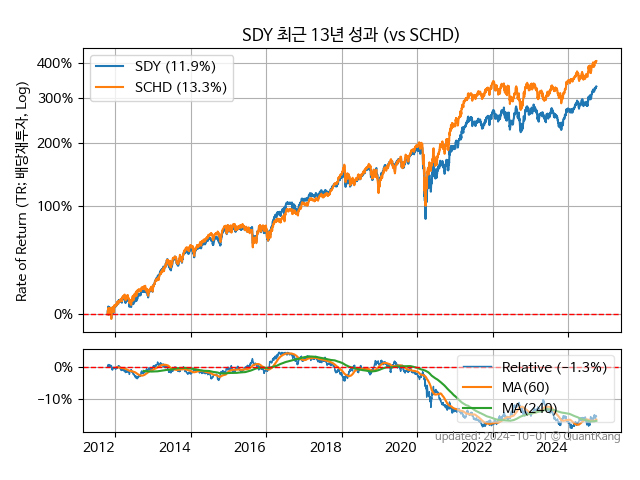 SDY 최근 13년 성과 (vs SCHD)
Rate of Return (TR: 배당재투자, Log)
400%
300%
200%
100%
0%
SDY (11.9%)
SCHD (13.3%)
0%
−10%
Relative (−1.3%)
MA(60)
MA(240)
2012 2014 2016 2018 2020 2022 2024
updated: 2024-10-01 © QuantKang